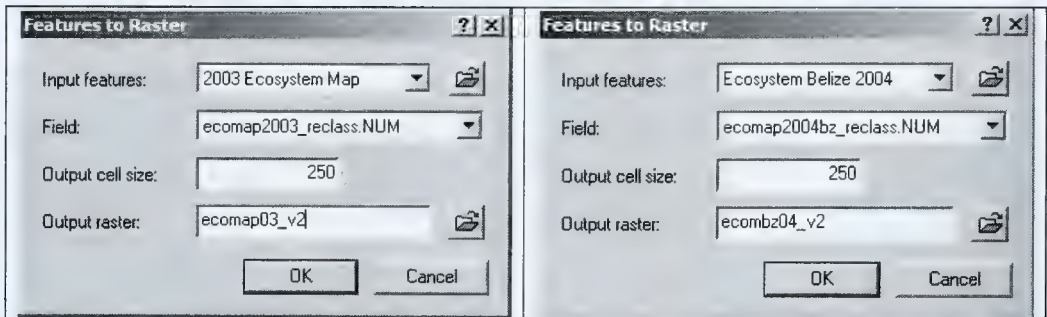 Features to Raster
Input features: 2003 Ecosystem Map
Field: ecomap2003_reclass.NUM
Output cell size: 250
Output raster: ecomap03_v2
OK Cancel
Features to Raster
Input features: Ecosystem Belize 2004
Field: ecomap2004bz_reclass.NUM
Output cell size: 250
Output raster: ecombz04_v2
OK Cancel